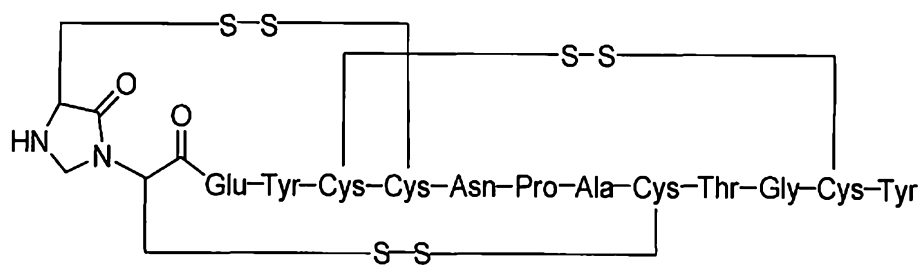 S-S
S-S
O
O
HN
N
Glu-Tyr-Cys-Cys-Asn-Pro-Ala-Cys-Thr-Gly-Cys-Tyr
S-S